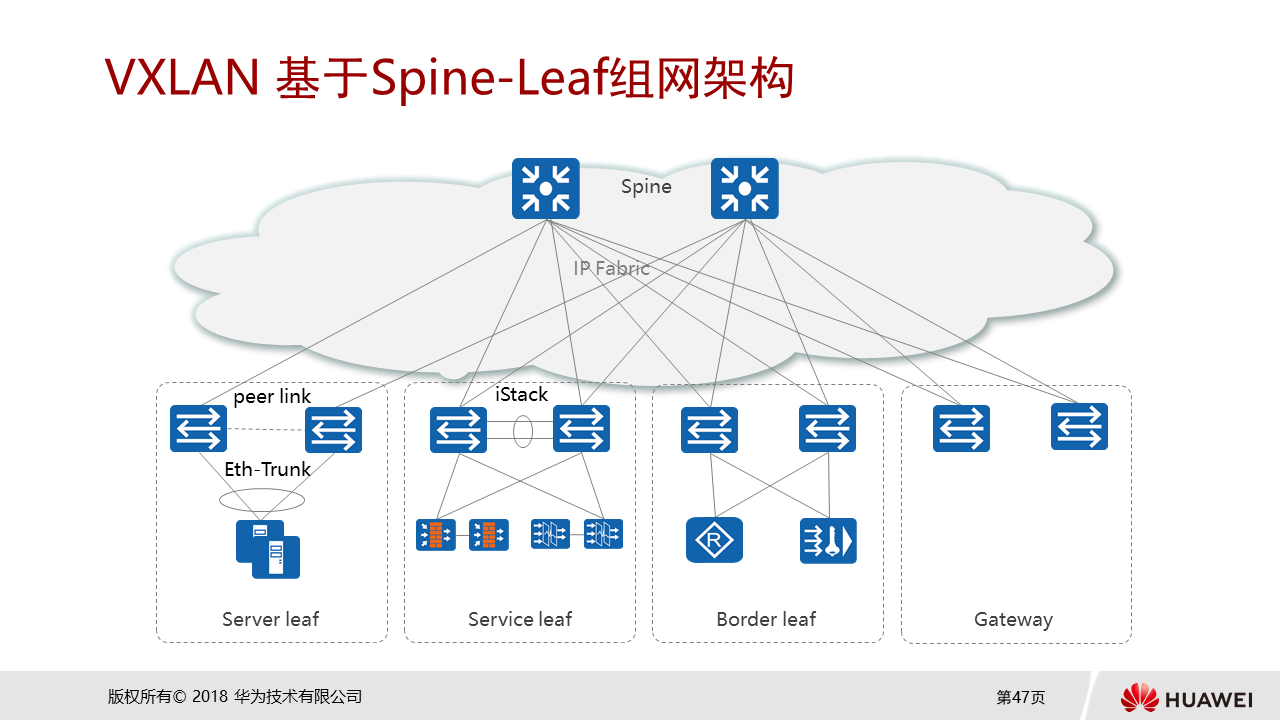 VXLAN 基于Spine-Leaf组网架构
Spine
IP Fabric
peer link
iStack
Eth-Trunk
R
Server leaf
Service leaf
Border leaf
Gateway
版权所有© 2018 华为技术有限公司
第47页
HUAWEI